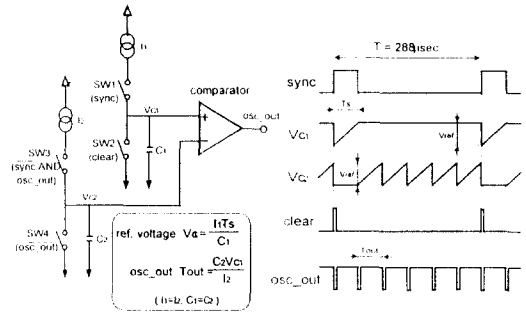 I1
SW1
(sync)
comparator
Vc1
osc_out
+
SW2
(clear)
C1
I2
SW3
(sync AND
osc_out)
Vc2
SW4
(osc_out)
C2
ref. voltage Vc1 = I1Ts / C1
osc_out Tout = C2Vc1 / I2
( I1=I2, C1=C2 )
T = 288μsec
sync
Ts
Vc1
Vref
Vc2
Vref
clear
Tout
osc_out